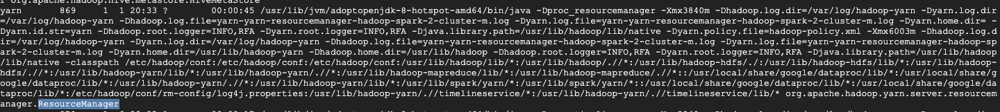 r org.apache.hadoop.hive.metastore.HiveMetaStore
yarn       869     1  1 20:33 ?        00:00:45 /usr/lib/jvm/adoptopenjdk-8-hotspot-amd64/bin/java -Dproc_resourcemanager -Xmx3840m -Dhadoop.log.dir=/var/log/hadoop-yarn -Dyarn.log.dir
=/var/log/hadoop-yarn -Dhadoop.log.file=yarn-yarn-resourcemanager-hadoop-spark-2-cluster-m.log -Dyarn.log.file=yarn-yarn-resourcemanager-hadoop-spark-2-cluster-m.log -Dyarn.home.dir= -
Dyarn.id.str=yarn -Dhadoop.root.logger=INFO,RFA -Dyarn.root.logger=INFO,RFA -Djava.library.path=/usr/lib/hadoop/lib/native -Dyarn.policy.file=hadoop-policy.xml -Xmx6003m -Dhadoop.log.d
ir=/var/log/hadoop-yarn -Dyarn.log.dir=/var/log/hadoop-yarn -Dhadoop.log.file=yarn-yarn-resourcemanager-hadoop-spark-2-cluster-m.log -Dyarn.log.file=yarn-yarn-resourcemanager-hadoop-sp
ark-2-cluster-m.log -Dyarn.home.dir=/usr/lib/hadoop-yarn -Dhadoop.home.dir=/usr/lib/hadoop -Dhadoop.root.logger=INFO,RFA -Dyarn.root.logger=INFO,RFA -Djava.library.path=/usr/lib/hadoop
/lib/native -classpath /etc/hadoop/conf:/etc/hadoop/conf:/etc/hadoop/conf:/usr/lib/hadoop/lib/*:/usr/lib/hadoop/.//*:/usr/lib/hadoop-hdfs/./:/usr/lib/hadoop-hdfs/lib/*:/usr/lib/hadoop-
hdfs/.//*:/usr/lib/hadoop-yarn/lib/*:/usr/lib/hadoop-yarn/.//*:/usr/lib/hadoop-mapreduce/lib/*:/usr/lib/hadoop-mapreduce/.//*::/usr/local/share/google/dataproc/lib/*:/usr/local/share/g
oogle/dataproc/lib/*:/usr/lib/hadoop-yarn/.//*:/usr/lib/hadoop-yarn/lib/*:/usr/lib/spark/yarn/*:/usr/lib/spark/yarn/*::/usr/local/share/google/dataproc/lib/*:/usr/local/share/google/da
taproc/lib/*:/etc/hadoop/conf/rm-config/log4j.properties:/usr/lib/hadoop-yarn/.//timelineservice/*:/usr/lib/hadoop-yarn/.//timelineservice/lib/* org.apache.hadoop.yarn.server.resourcem
anager.ResourceManager